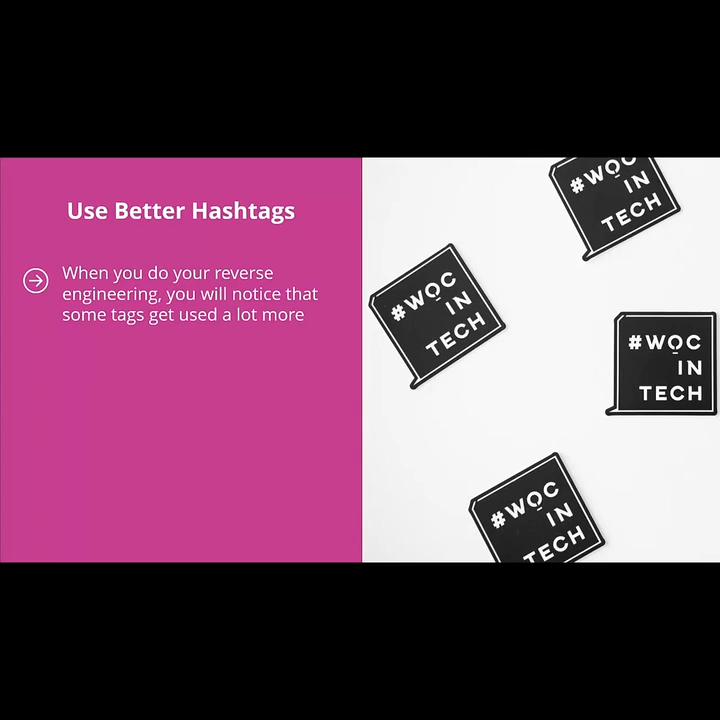 Use Better Hashtags
When you do your reverse
engineering, you will notice that
some tags get used a lot more
#WOC
IN
TECH
#WOC
IN
TECH
#WOC
IN
TECH
#WOC
IN
TECH